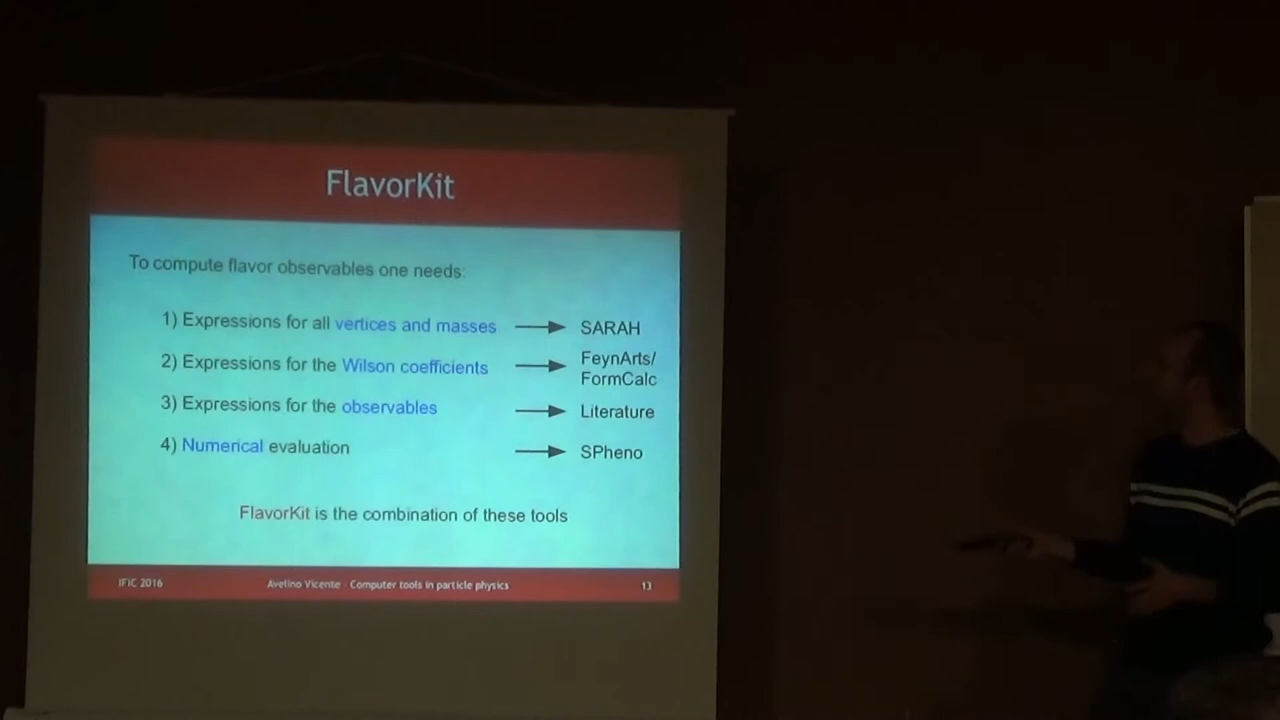 FlavorKit
To compute flavor observables one needs:
1) Expressions for all vertices and masses → SARAH
2) Expressions for the Wilson coefficients → FeynArts/
FormCalc
3) Expressions for the observables → Literature
4) Numerical evaluation → SPheno
FlavorKit is the combination of these tools
IFIC 2016 Avelino Vicente - Computer tools in particle physics 13